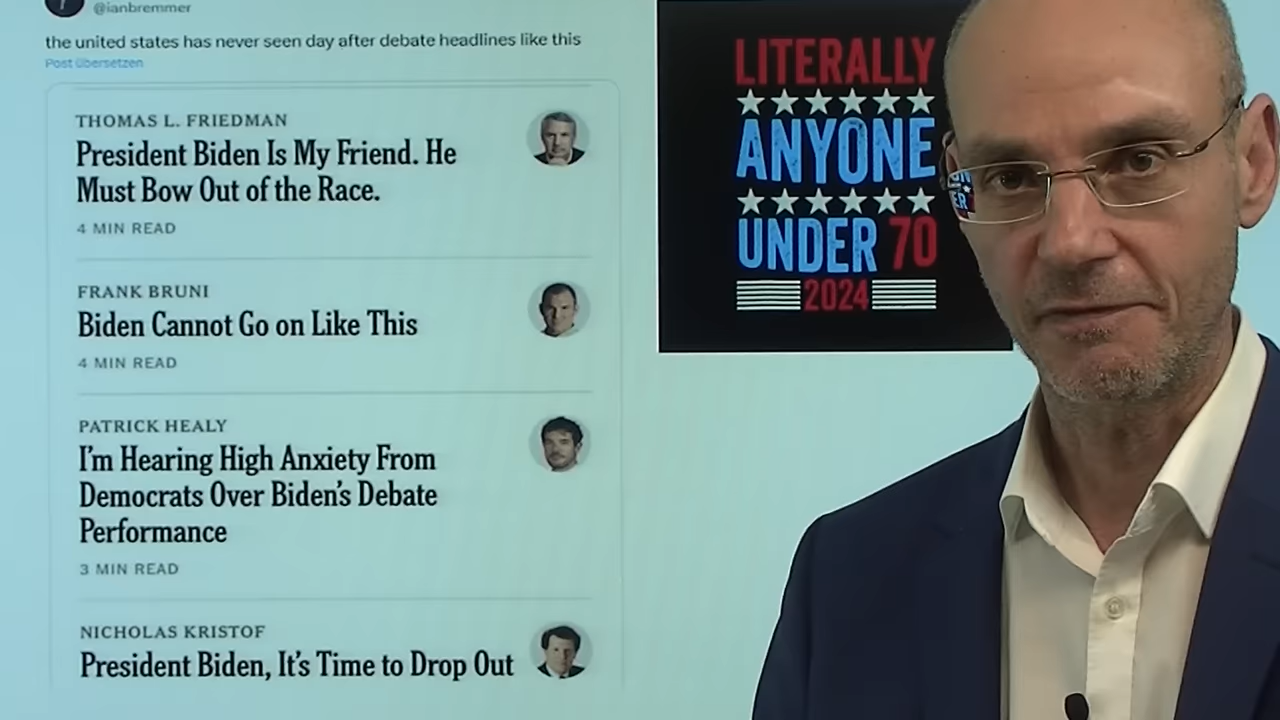 @ianbremmer
the united states has never seen day after debate headlines like this
Post übersetzen
THOMAS L. FRIEDMAN
President Biden Is My Friend. He
Must Bow Out of the Race.
4 MIN READ
FRANK BRUNI
Biden Cannot Go on Like This
4 MIN READ
PATRICK HEALY
I'm Hearing High Anxiety From
Democrats Over Biden's Debate
Performance
3 MIN READ
NICHOLAS KRISTOF
President Biden, It's Time to Drop Out
LITERALLY
ANYONE
UNDER 70
2024